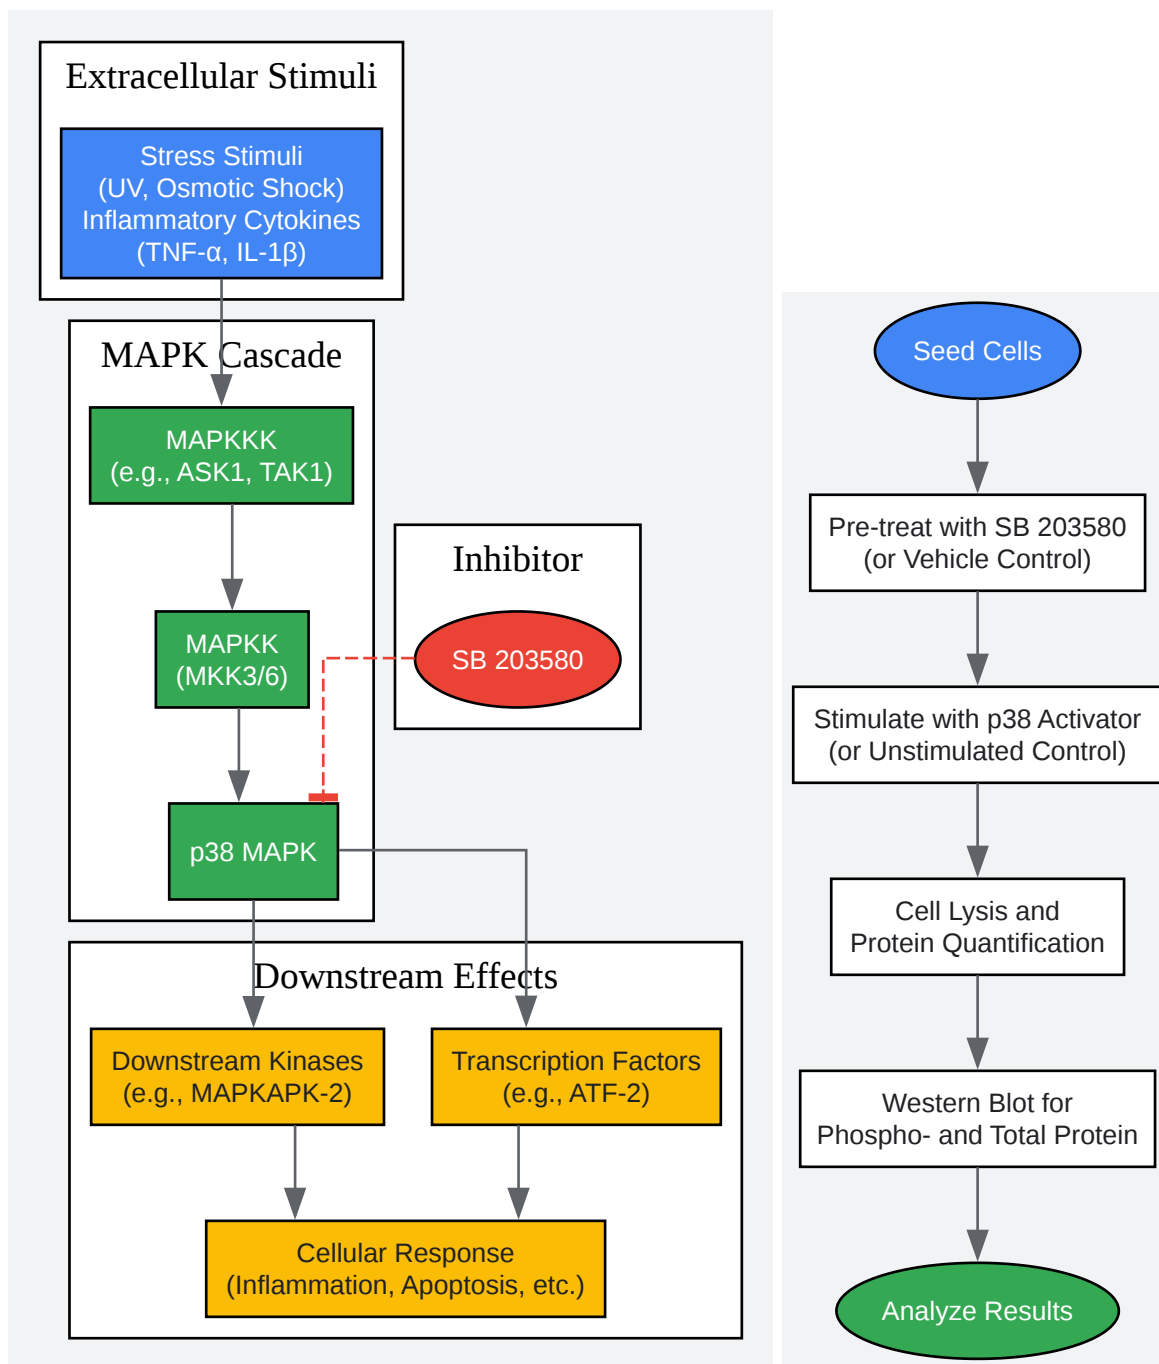 Extracellular Stimuli
Stress Stimuli
(UV, Osmotic Shock)
Inflammatory Cytokines
(TNF-α, IL-1β)
MAPK Cascade
MAPKKK
(e.g., ASK1, TAK1)
MAPKK
(MKK3/6)
p38 MAPK
Inhibitor
SB 203580
Downstream Effects
Downstream Kinases
(e.g., MAPKAPK-2)
Transcription Factors
(e.g., ATF-2)
Cellular Response
(Inflammation, Apoptosis, etc.)
Seed Cells
Pre-treat with SB 203580
(or Vehicle Control)
Stimulate with p38 Activator
(or Unstimulated Control)
Cell Lysis and
Protein Quantification
Western Blot for
Phospho- and Total Protein
Analyze Results